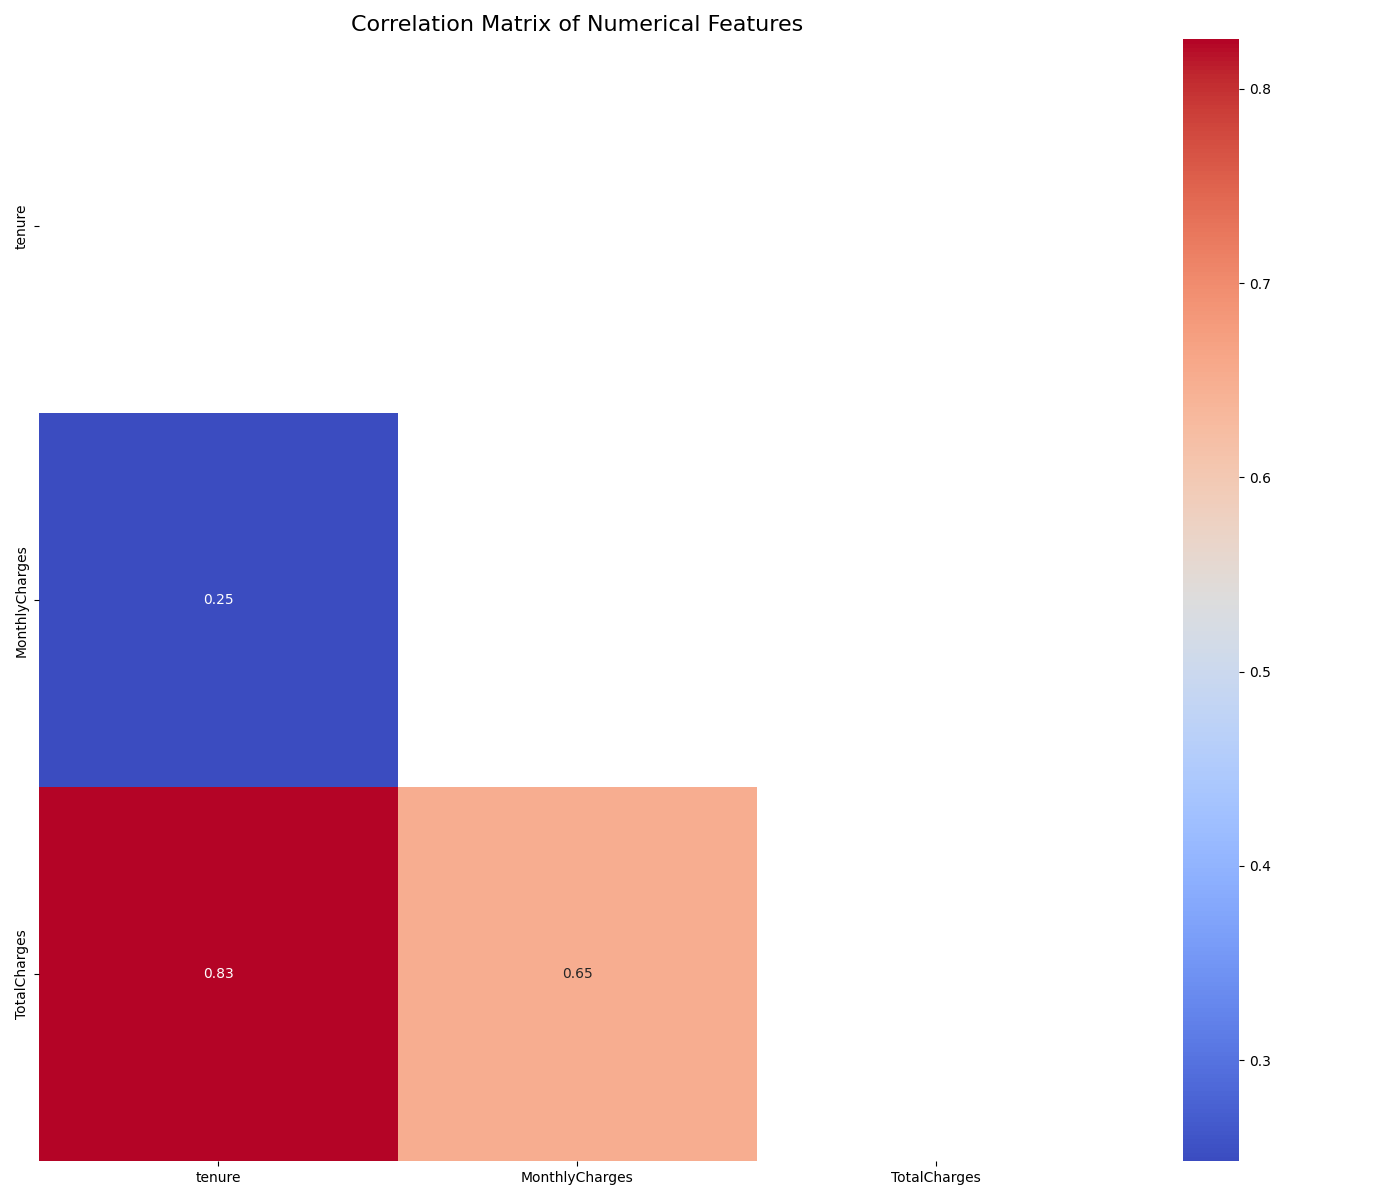 Correlation Matrix of Numerical Features
tenure
MonthlyCharges
TotalCharges
0.25
0.83
0.65
tenure
MonthlyCharges
TotalCharges
0.8
0.7
0.6
0.5
0.4
0.3